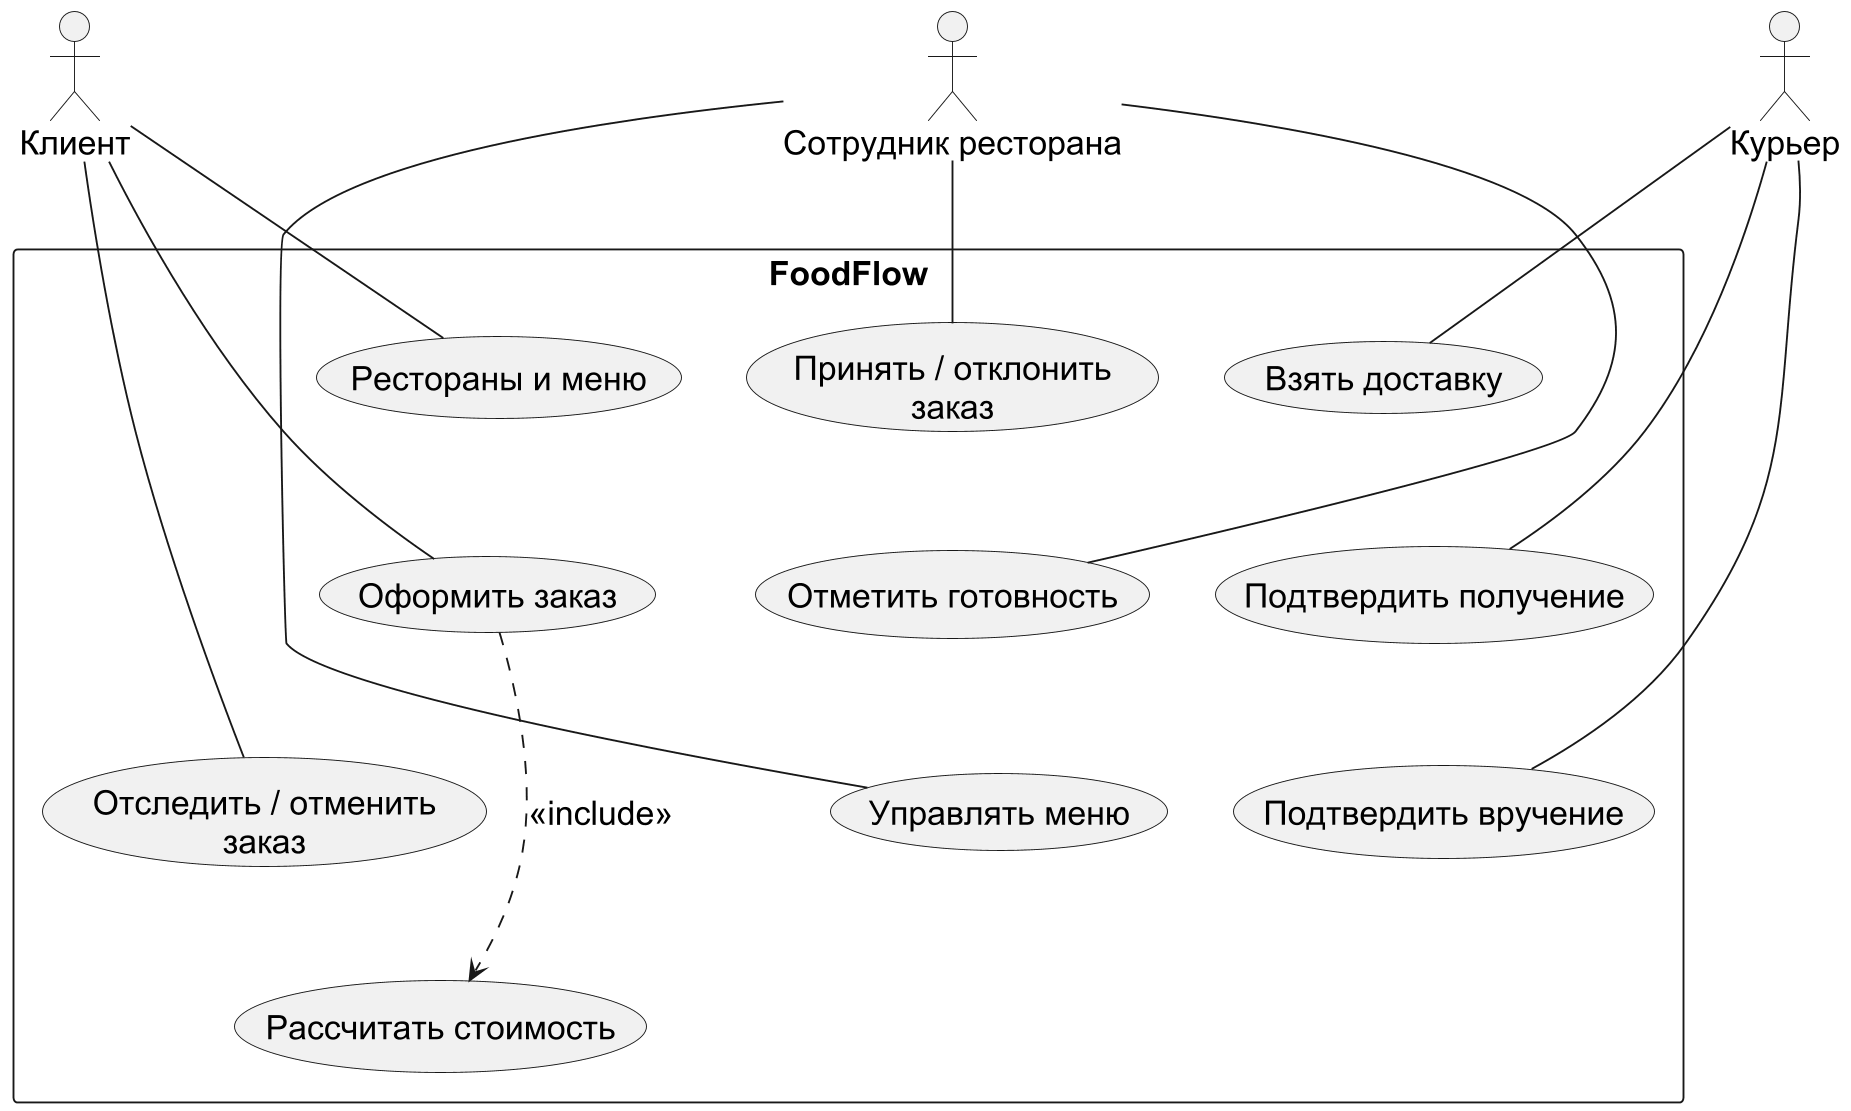 Клиент
Сотрудник ресторана
Курьер
FoodFlow
Рестораны и меню
Принять / отклонить
заказ
Взять доставку
Оформить заказ
Отметить готовность
Подтвердить получение
Отследить / отменить
заказ
«include»
Управлять меню
Подтвердить вручение
Рассчитать стоимость